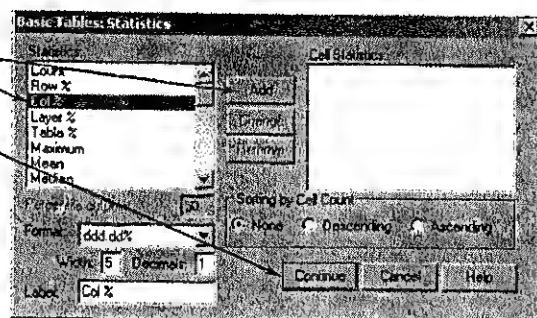 Basic Tables: Statistics
Statistics
Cell Statistics
Count
Row %
Col %
Layer %
Table %
Maximum
Mean
Median
Add
Change
Remove
50
Sorting by Cell Count
None
Descending
Ascending
Format:
ddd.dd%
Width: 5
Decimals: 1
Label: Col %
Continue
Cancel
Help